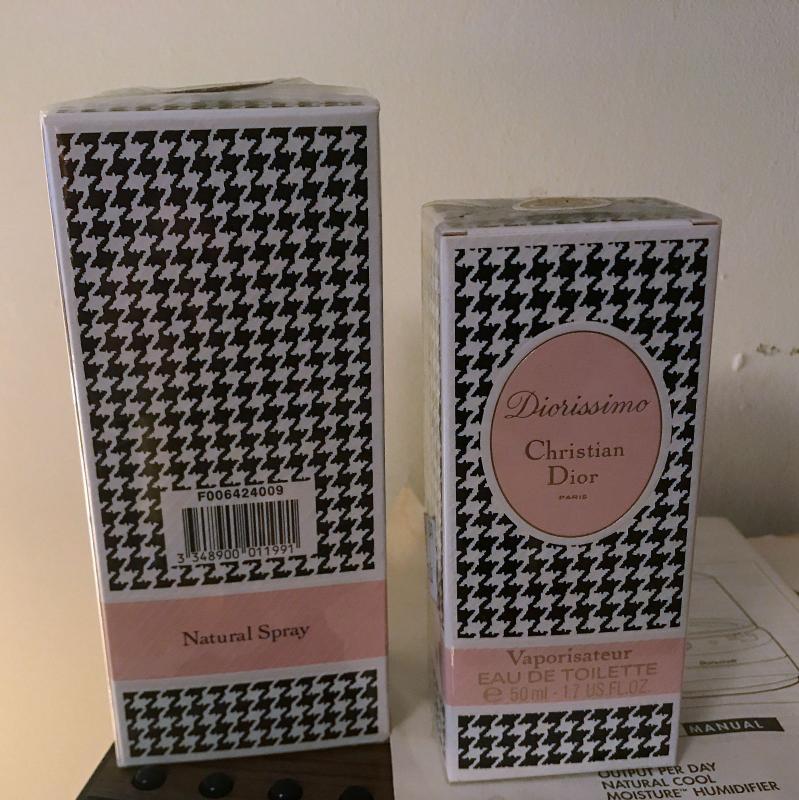 F006424009
3 348900 011991
Natural Spray
Diorissimo
Christian
Dior
PARIS
Vaporisateur
EAU DE TOILETTE
e 50 ml - 1.7 US FL.OZ.
MANUAL
OUTPUT PER DAY
NATURAL COOL
MOISTURE™ HUMIDIFIER